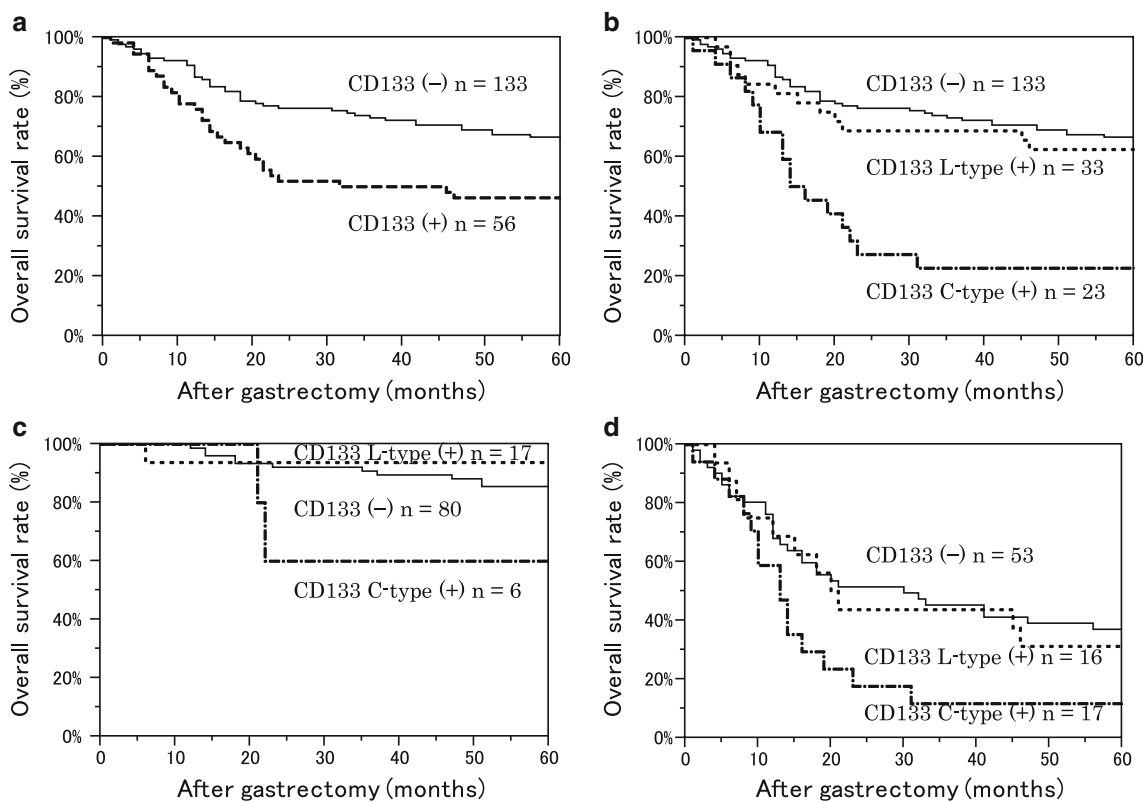 a
Overall survival rate (%)
100%
80%
60%
40%
20%
0%
CD133 (−) n = 133
CD133 (+) n = 56
0 10 20 30 40 50 60
After gastrectomy (months)
b
Overall survival rate (%)
100%
80%
60%
40%
20%
0%
CD133 (−) n = 133
CD133 L-type (+) n = 33
CD133 C-type (+) n = 23
0 10 20 30 40 50 60
After gastrectomy (months)
c
Overall survival rate (%)
100%
80%
60%
40%
20%
0%
CD133 L-type (+) n = 17
CD133 (−) n = 80
CD133 C-type (+) n = 6
0 10 20 30 40 50 60
After gastrectomy (months)
d
Overall survival rate (%)
100%
80%
60%
40%
20%
0%
CD133 (−) n = 53
CD133 L-type (+) n = 16
CD133 C-type (+) n = 17
0 10 20 30 40 50 60
After gastrectomy (months)